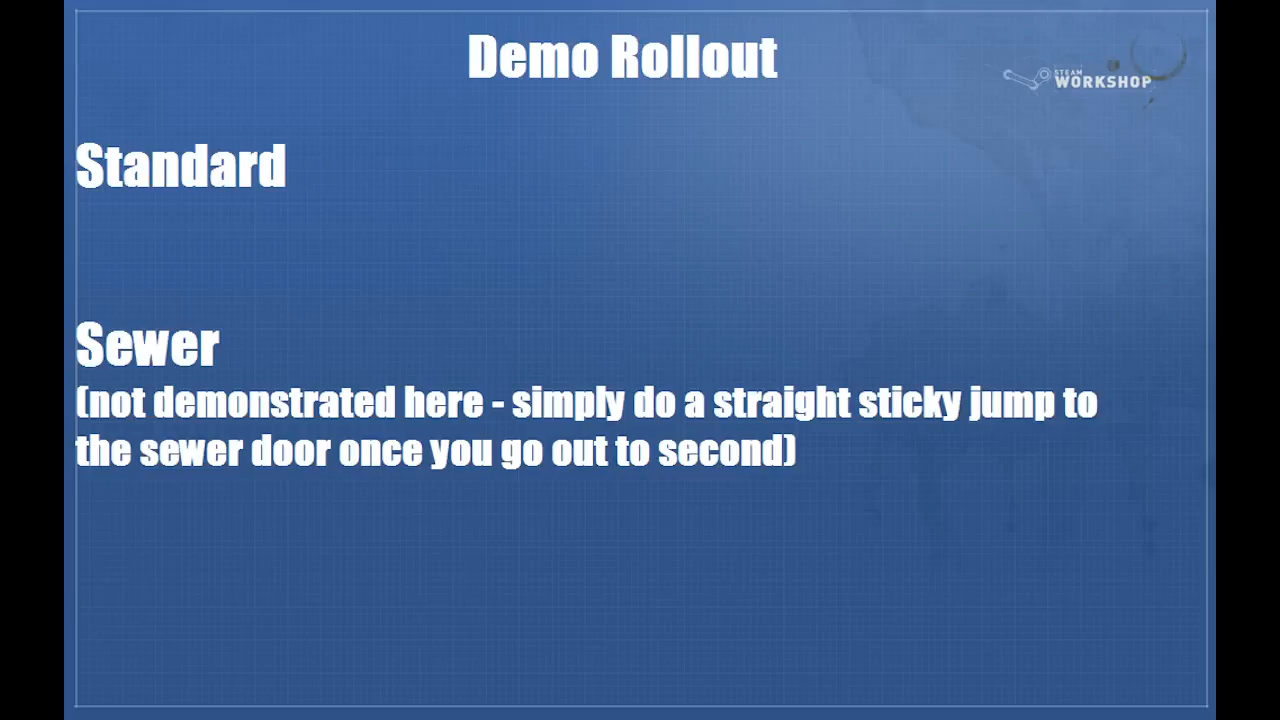 Demo Rollout
STEAM
WORKSHOP
Standard
Sewer
(not demonstrated here - simply do a straight sticky jump to
the sewer door once you go out to second)